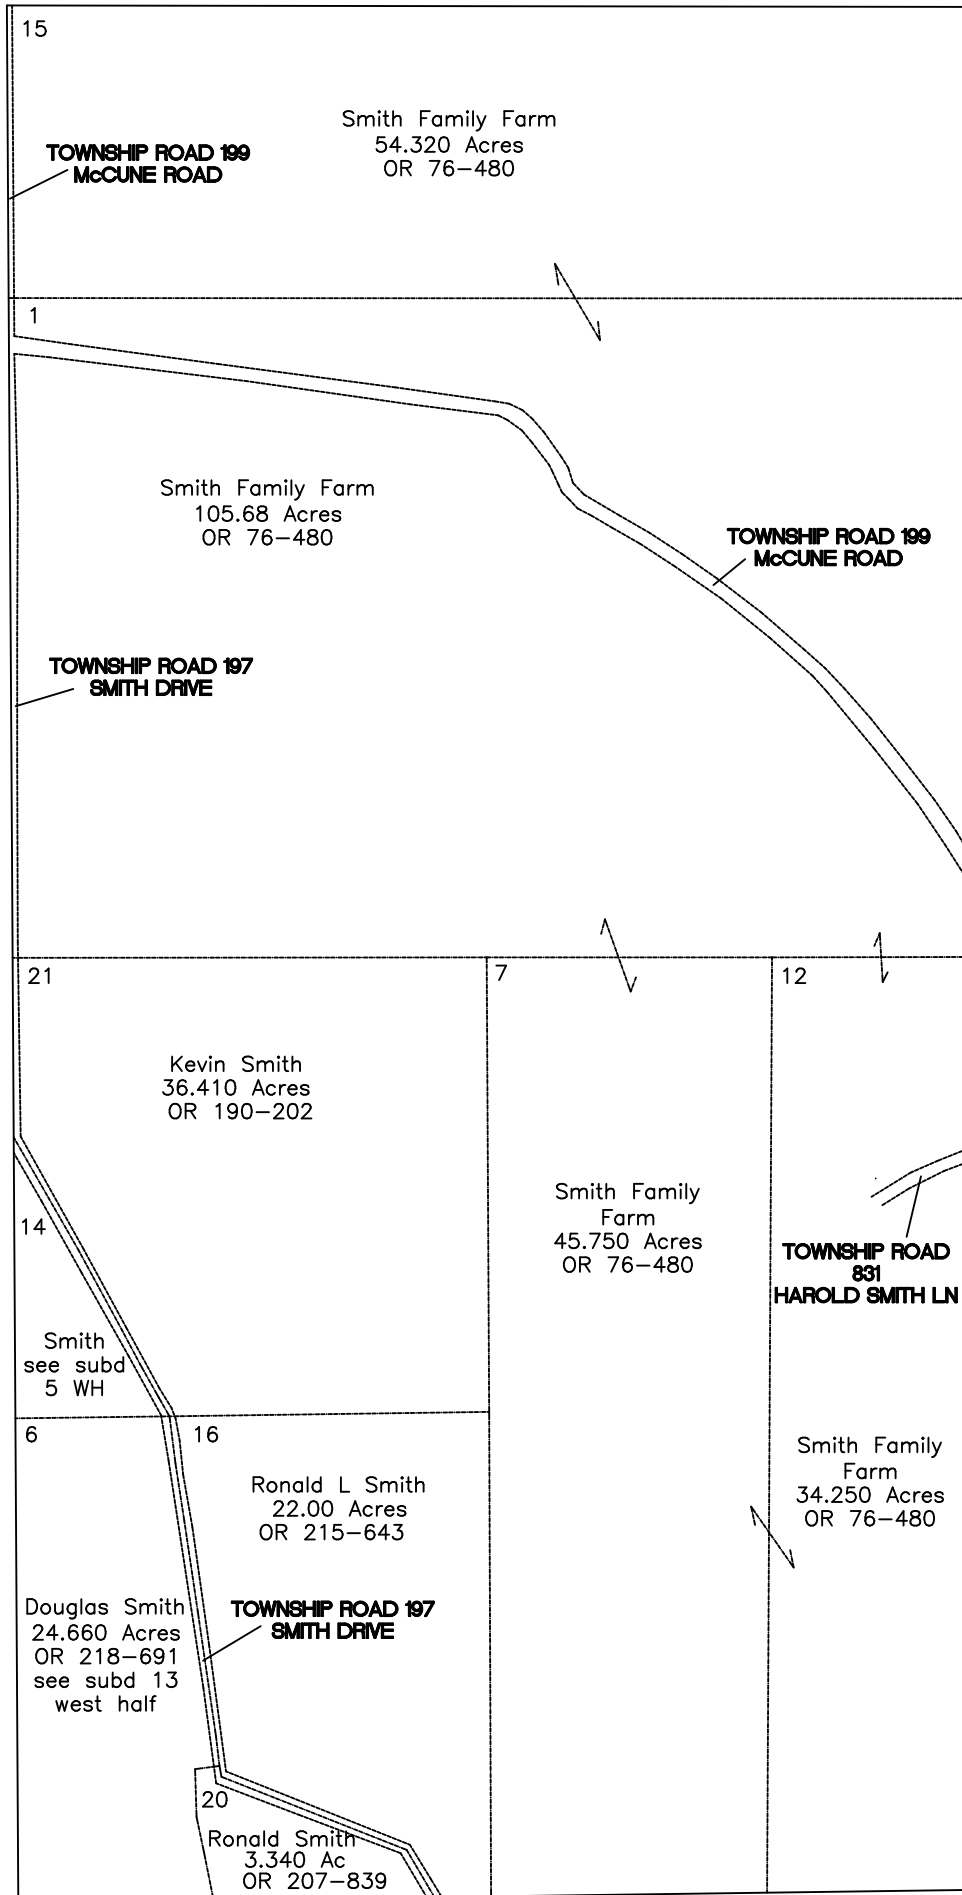 15
Smith Family Farm
54.320 Acres
OR 76-480
TOWNSHIP ROAD 199
McCUNE ROAD
1
Smith Family Farm
105.68 Acres
OR 76-480
TOWNSHIP ROAD 199
McCUNE ROAD
TOWNSHIP ROAD 197
SMITH DRIVE
21
7
12
Kevin Smith
36.410 Acres
OR 190-202
14
Smith Family
Farm
45.750 Acres
OR 76-480
TOWNSHIP ROAD
831
HAROLD SMITH LN
Smith
see subd
5 WH
6
16
Smith Family
Farm
34.250 Acres
OR 76-480
Ronald L Smith
22.00 Acres
OR 215-643
Douglas Smith
24.660 Acres
OR 218-691
see subd 13
west half
TOWNSHIP ROAD 197
SMITH DRIVE
20
Ronald Smith
3.340 Ac
OR 207-839